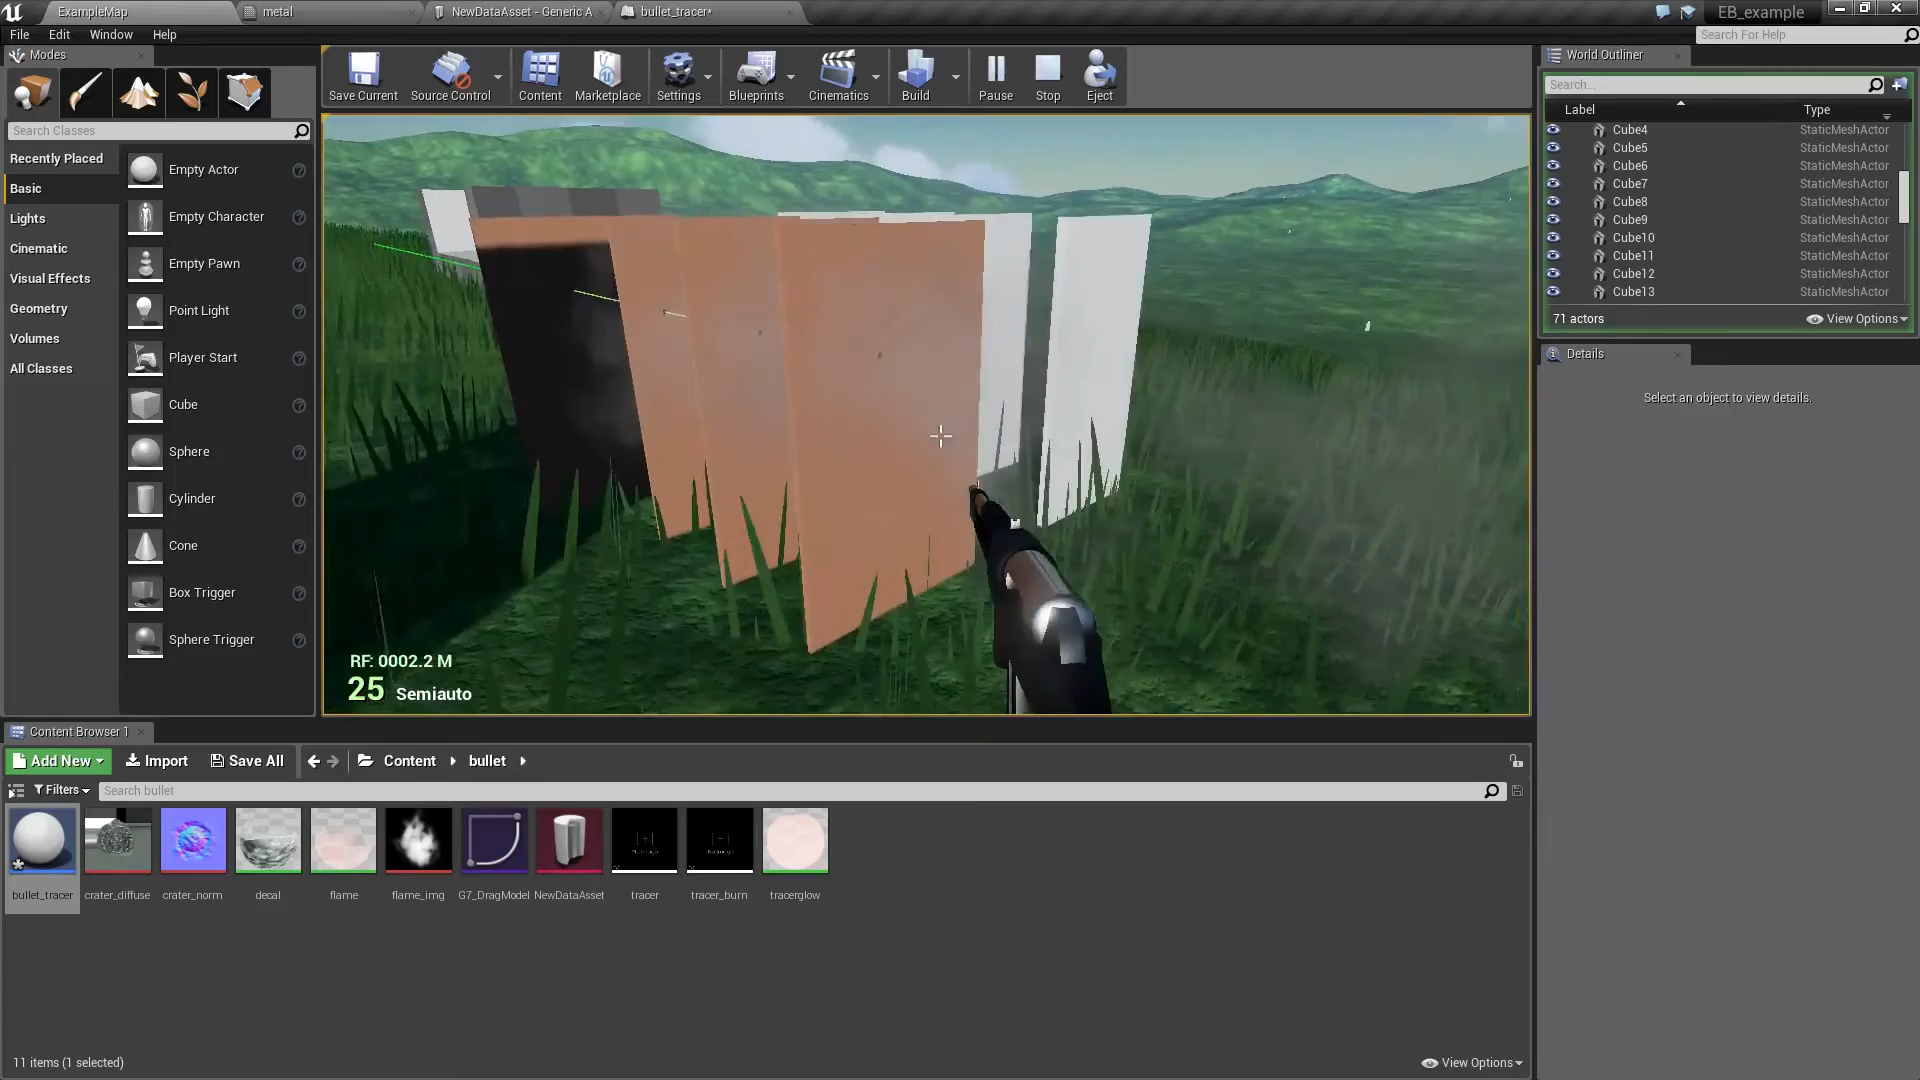 ExampleMap
metal
NewDataAsset - Generic A
bullet_tracer*
EB_example
File
Edit
Window
Help
Search For Help
Modes
Save Current
Source Control
Content
Marketplace
Settings
Blueprints
Cinematics
Build
Pause
Stop
Eject
World Outliner
Search...
Label
Type
Cube4 StaticMeshActor
Cube5 StaticMeshActor
Cube6 StaticMeshActor
Cube7 StaticMeshActor
Cube8 StaticMeshActor
Cube9 StaticMeshActor
Cube10 StaticMeshActor
Cube11 StaticMeshActor
Cube12 StaticMeshActor
Cube13 StaticMeshActor
71 actors
View Options
Details
Select an object to view details.
Search Classes
Recently Placed
Basic
Lights
Cinematic
Visual Effects
Geometry
Volumes
All Classes
Empty Actor
Empty Character
Empty Pawn
Point Light
Player Start
Cube
Sphere
Cylinder
Cone
Box Trigger
Sphere Trigger
RF: 0002.2 M
25 Semiauto
Content Browser 1
Add New
Import
Save All
Content
bullet
Filters
Search bullet
bullet_tracer
crater_diffuse
crater_norm
decal
flame
flame_img
G7_DragModel
NewDataAsset
tracer
tracer_burn
tracerglow
11 items (1 selected)
View Options